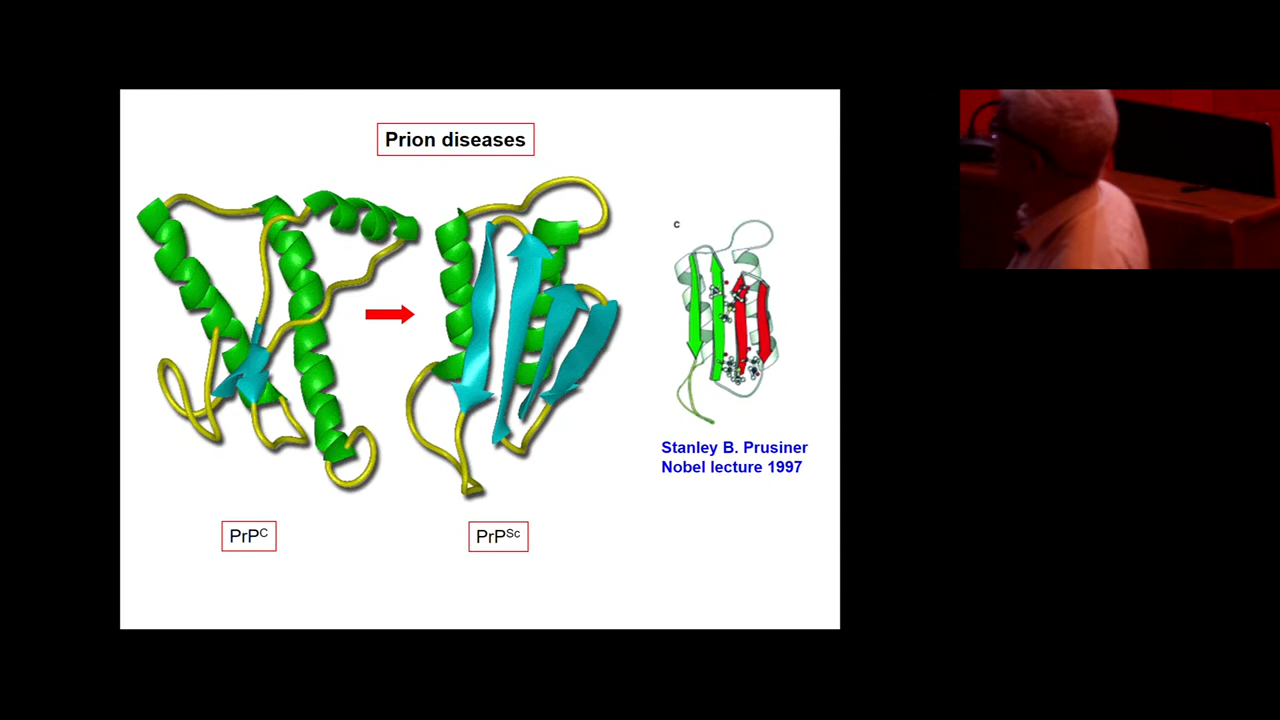 Prion diseases
c
Stanley B. Prusiner
Nobel lecture 1997
PrPC
PrPSc